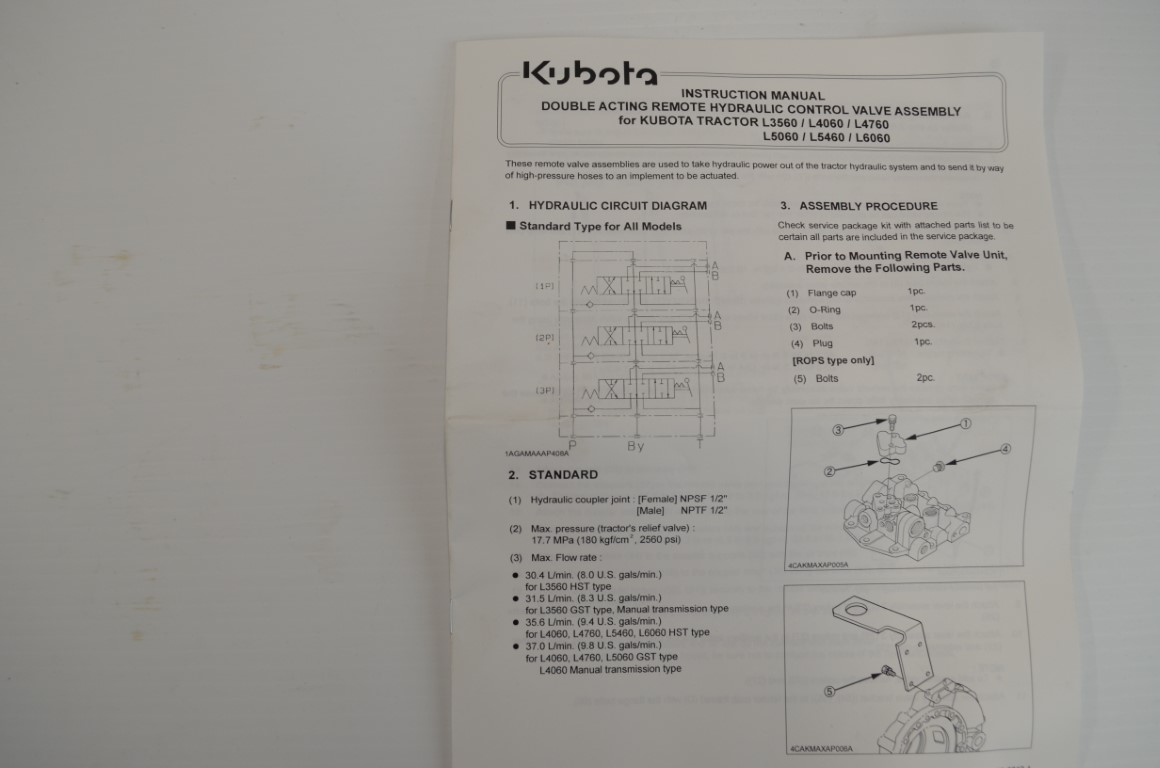 Kubota
INSTRUCTION MANUAL
DOUBLE ACTING REMOTE HYDRAULIC CONTROL VALVE ASSEMBLY
for KUBOTA TRACTOR L3560 / L4060 / L4760
L5060 / L5460 / L6060
These remote valve assemblies are used to take hydraulic power out of the tractor hydraulic system and to send it by way
of high-pressure hoses to an implement to be actuated.
1. HYDRAULIC CIRCUIT DIAGRAM
■ Standard Type for All Models
A
B
[1P]
A
B
[2P]
A
B
[3P]
P
By
T
1AGAMAAAP408A
2. STANDARD
(1) Hydraulic coupler joint : [Female] NPSF 1/2"
[Male] NPTF 1/2"
(2) Max. pressure (tractor's relief valve) :
17.7 MPa (180 kgf/cm², 2560 psi)
(3) Max. Flow rate :
● 30.4 L/min. (8.0 U.S. gals/min.)
for L3560 HST type
● 31.5 L/min. (8.3 U.S. gals/min.)
for L3560 GST type, Manual transmission type
● 35.6 L/min. (9.4 U.S. gals/min.)
for L4060, L4760, L5460, L6060 HST type
● 37.0 L/min. (9.8 U.S. gals/min.)
for L4060, L4760, L5060 GST type
L4060 Manual transmission type
3. ASSEMBLY PROCEDURE
Check service package kit with attached parts list to be
certain all parts are included in the service package.
A. Prior to Mounting Remote Valve Unit,
Remove the Following Parts.
(1) Flange cap 1pc.
(2) O-Ring 1pc.
(3) Bolts 2pcs.
(4) Plug 1pc.
[ROPS type only]
(5) Bolts 2pc.
③
①
④
②
4CAKMAXAP005A
⑤
4CAKMAXAP006A